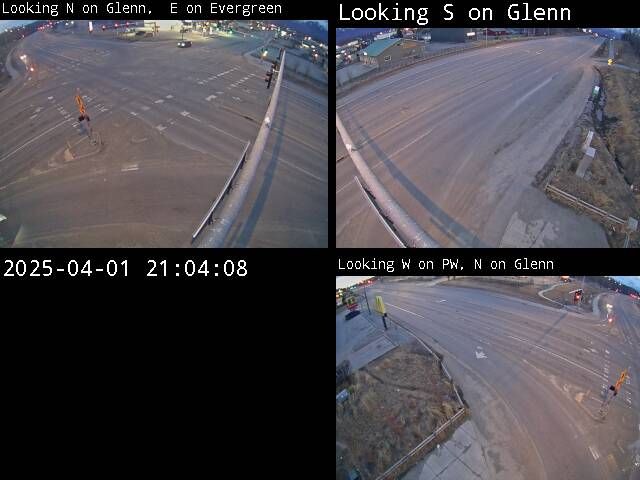 Looking N on Glenn,  E on Evergreen
Looking S on Glenn
2025-04-01 21:04:08
Looking W on PW, N on Glenn